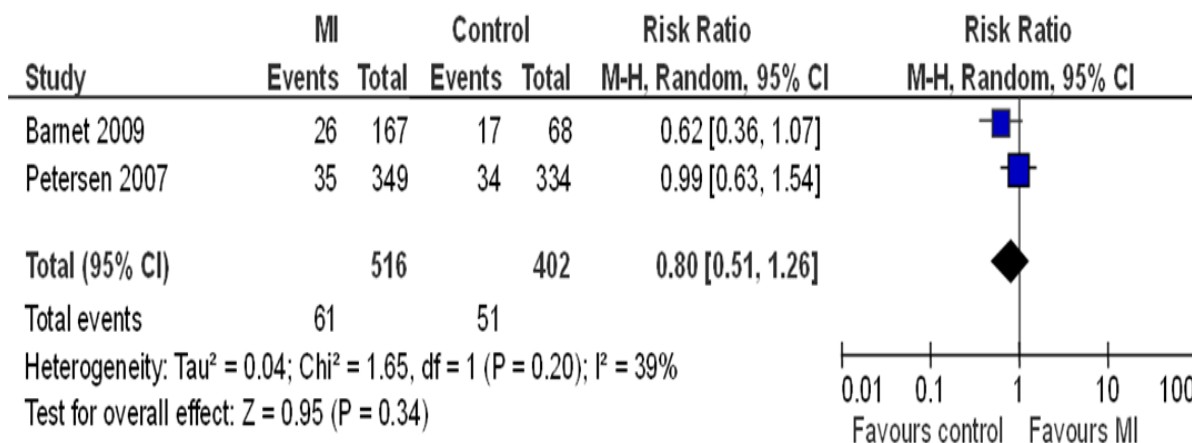 MI Control Risk Ratio Risk Ratio
Study Events Total Events Total M-H, Random, 95% CI M-H, Random, 95% CI
Barnet 2009 26 167 17 68 0.62 [0.36, 1.07]
Petersen 2007 35 349 34 334 0.99 [0.63, 1.54]
Total (95% CI) 516 402 0.80 [0.51, 1.26]
Total events 61 51
Heterogeneity: Tau² = 0.04; Chi² = 1.65, df = 1 (P = 0.20); I² = 39%
Test for overall effect: Z = 0.95 (P = 0.34)
0.01 0.1 1 10 100
Favours control Favours MI